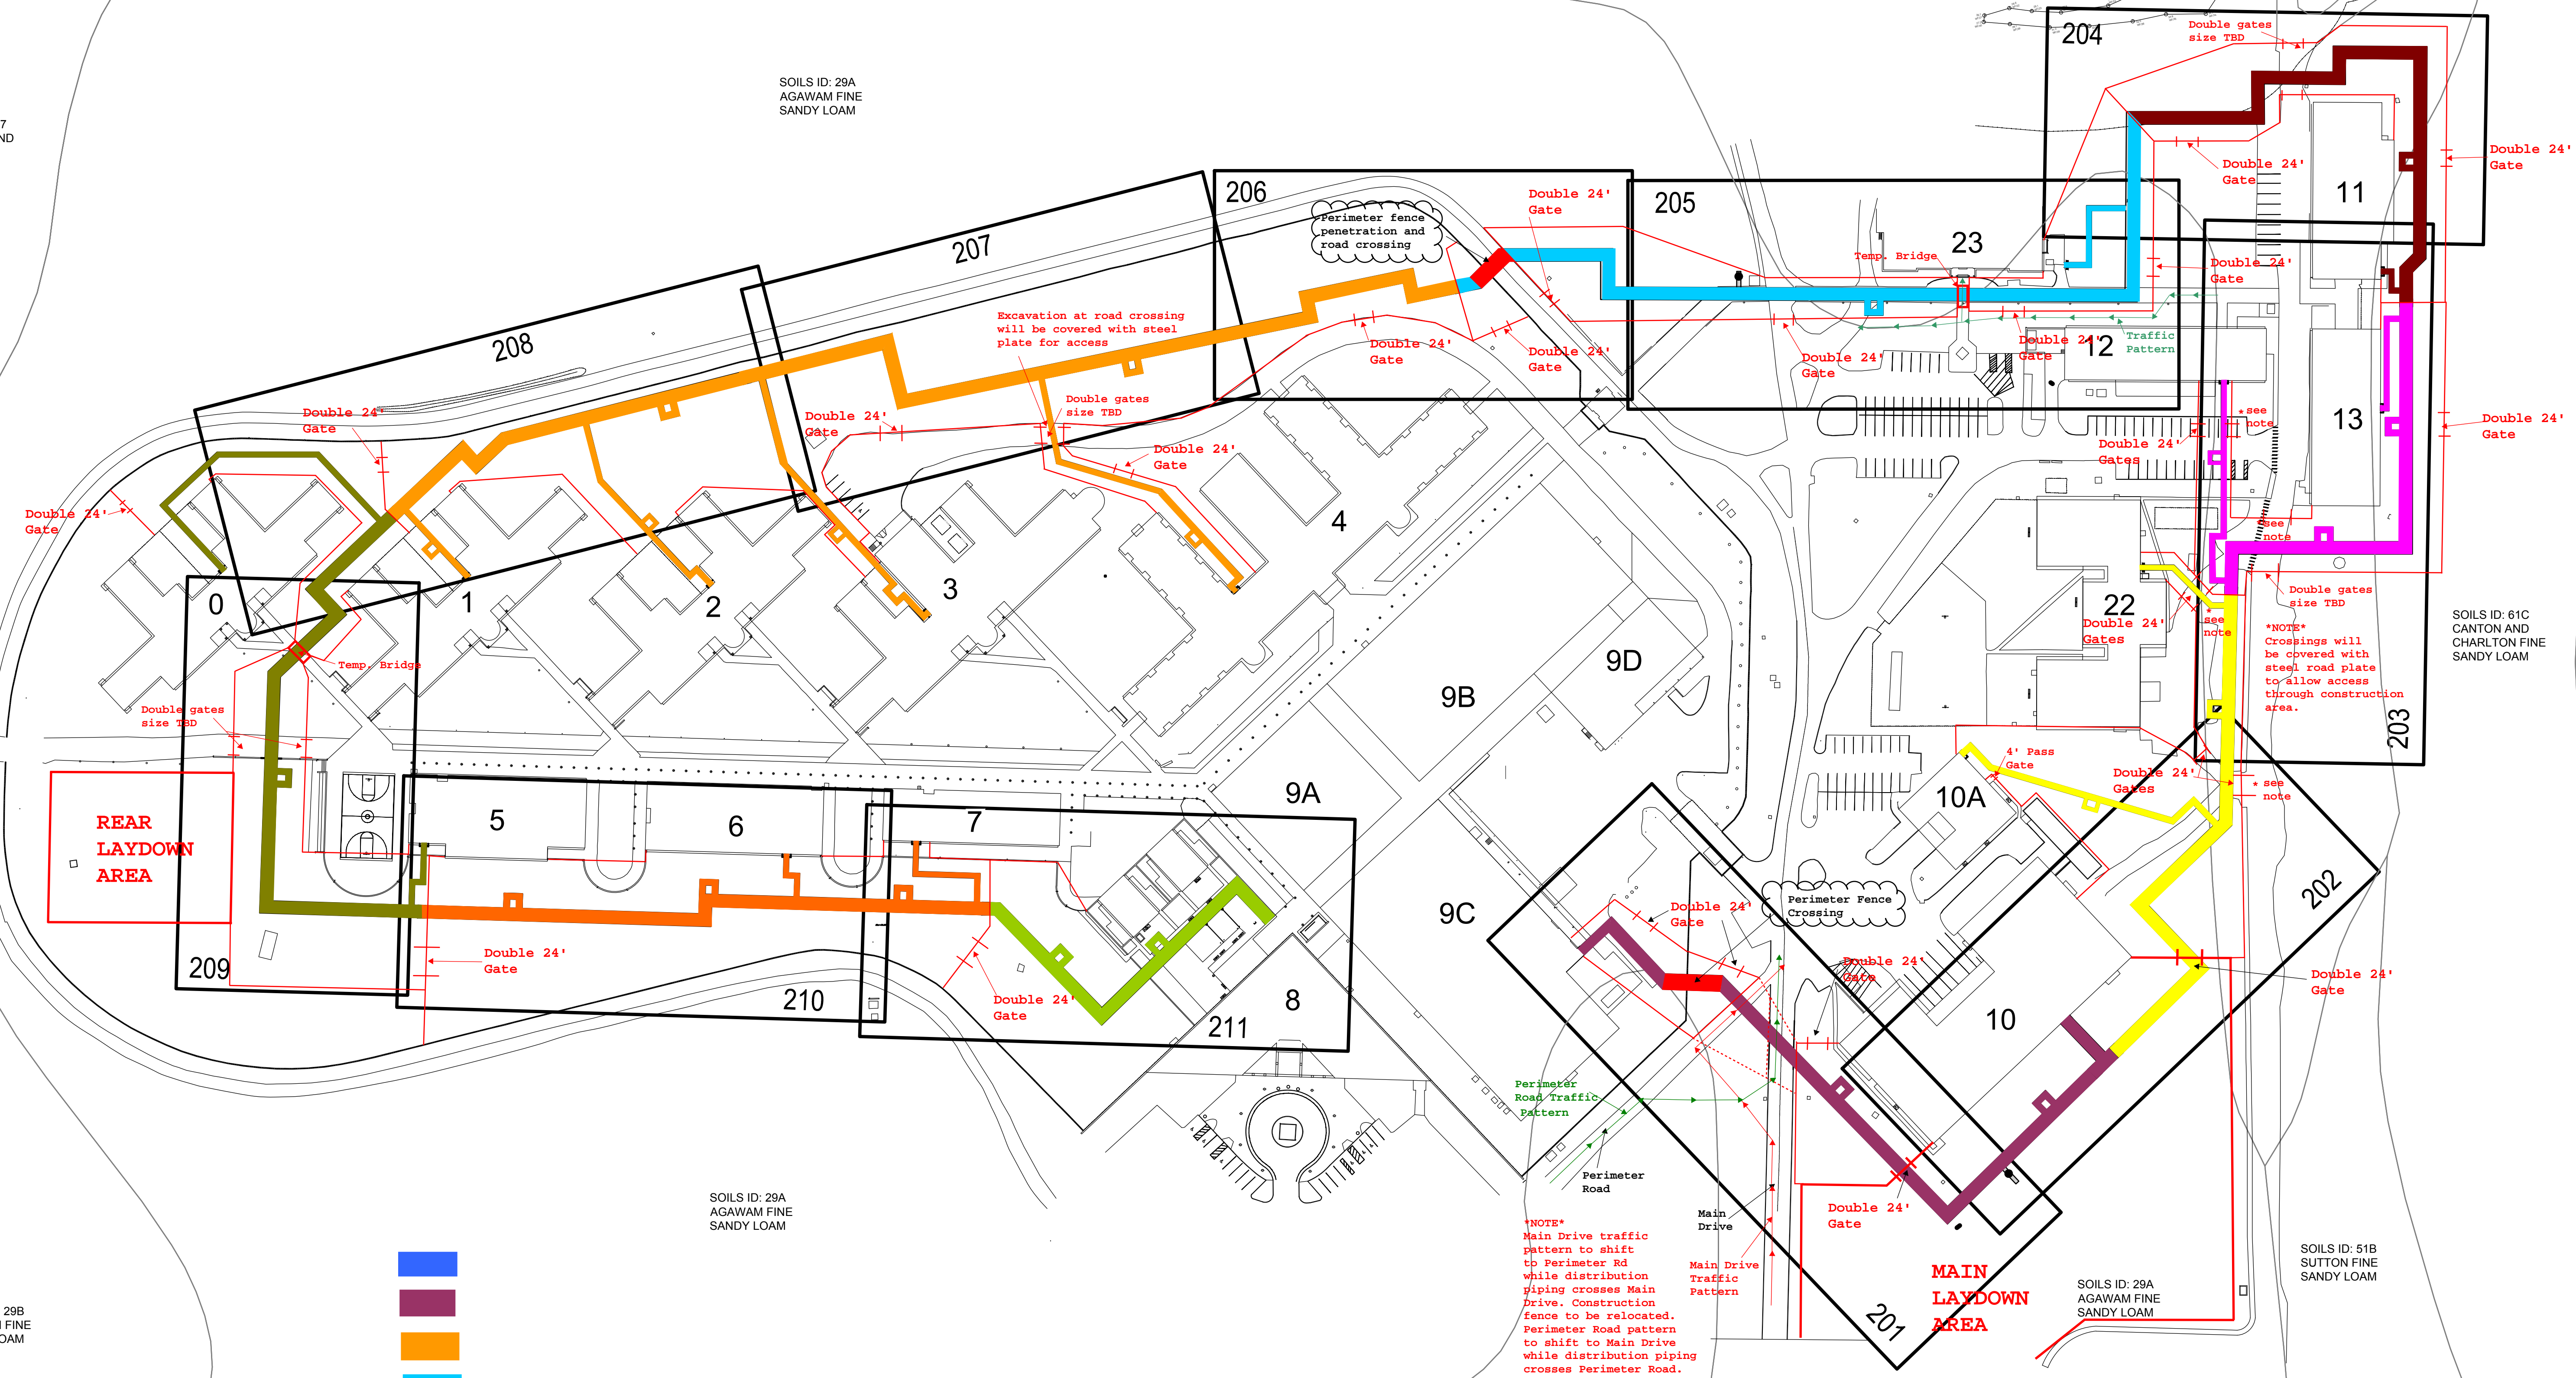 204
Double gates
size TBD
SOILS ID: 29A
AGAWAM FINE
SANDY LOAM
7
ND
Double 24'
Gate
Double 24'
Gate
11
206
Double 24'
Gate
205
Perimeter fence
penetration and
road crossing
207
23
Temp. Bridge
Double 24'
Gate
Excavation at road crossing
will be covered with steel
plate for access
208
Double 24'
Gate
Double 24'
Gate
Double 24'
Gate
Double 24'
Gate
12
Traffic
Pattern
Double gates
size TBD
Double 24'
Gate
Double 24'
Gate
Double 24'
Gate
* see
note
13
Double 24'
Gate
Double 24'
Gates
Double 24'
Gate
4
*see
note
3
0
1
2
22
Double gates
size TBD
Double 24'
Gates
*
see
note
SOILS ID: 61C
CANTON AND
CHARLTON FINE
SANDY LOAM
*NOTE*
Crossings will
be covered with
steel road plate
to allow access
through construction
area.
Temp. Bridge
9D
9B
Double gates
size TBD
203
4' Pass
Gate
Double 24'
Gates
* see
note
REAR
LAYDOWN
AREA
5
6
7
9A
10A
202
9C
Double 24'
Gate
Perimeter Fence
Crossing
Double 24'
Gate
Double 24'
Gate
209
210
Double 24'
Gate
211
8
10
Double 24'
Gate
Perimeter
Road Traffic
Pattern
Perimeter
Road
Main
Drive
Double 24'
Gate
SOILS ID: 29A
AGAWAM FINE
SANDY LOAM
*NOTE*
Main Drive traffic
pattern to shift
to Perimeter Rd
while distribution
piping crosses Main
Drive. Construction
fence to be relocated.
Perimeter Road pattern
to shift to Main Drive
while distribution piping
crosses Perimeter Road.
Main Drive
Traffic
Pattern
201
MAIN
LAYDOWN
AREA
SOILS ID: 29A
AGAWAM FINE
SANDY LOAM
SOILS ID: 51B
SUTTON FINE
SANDY LOAM
29B
FINE
OAM